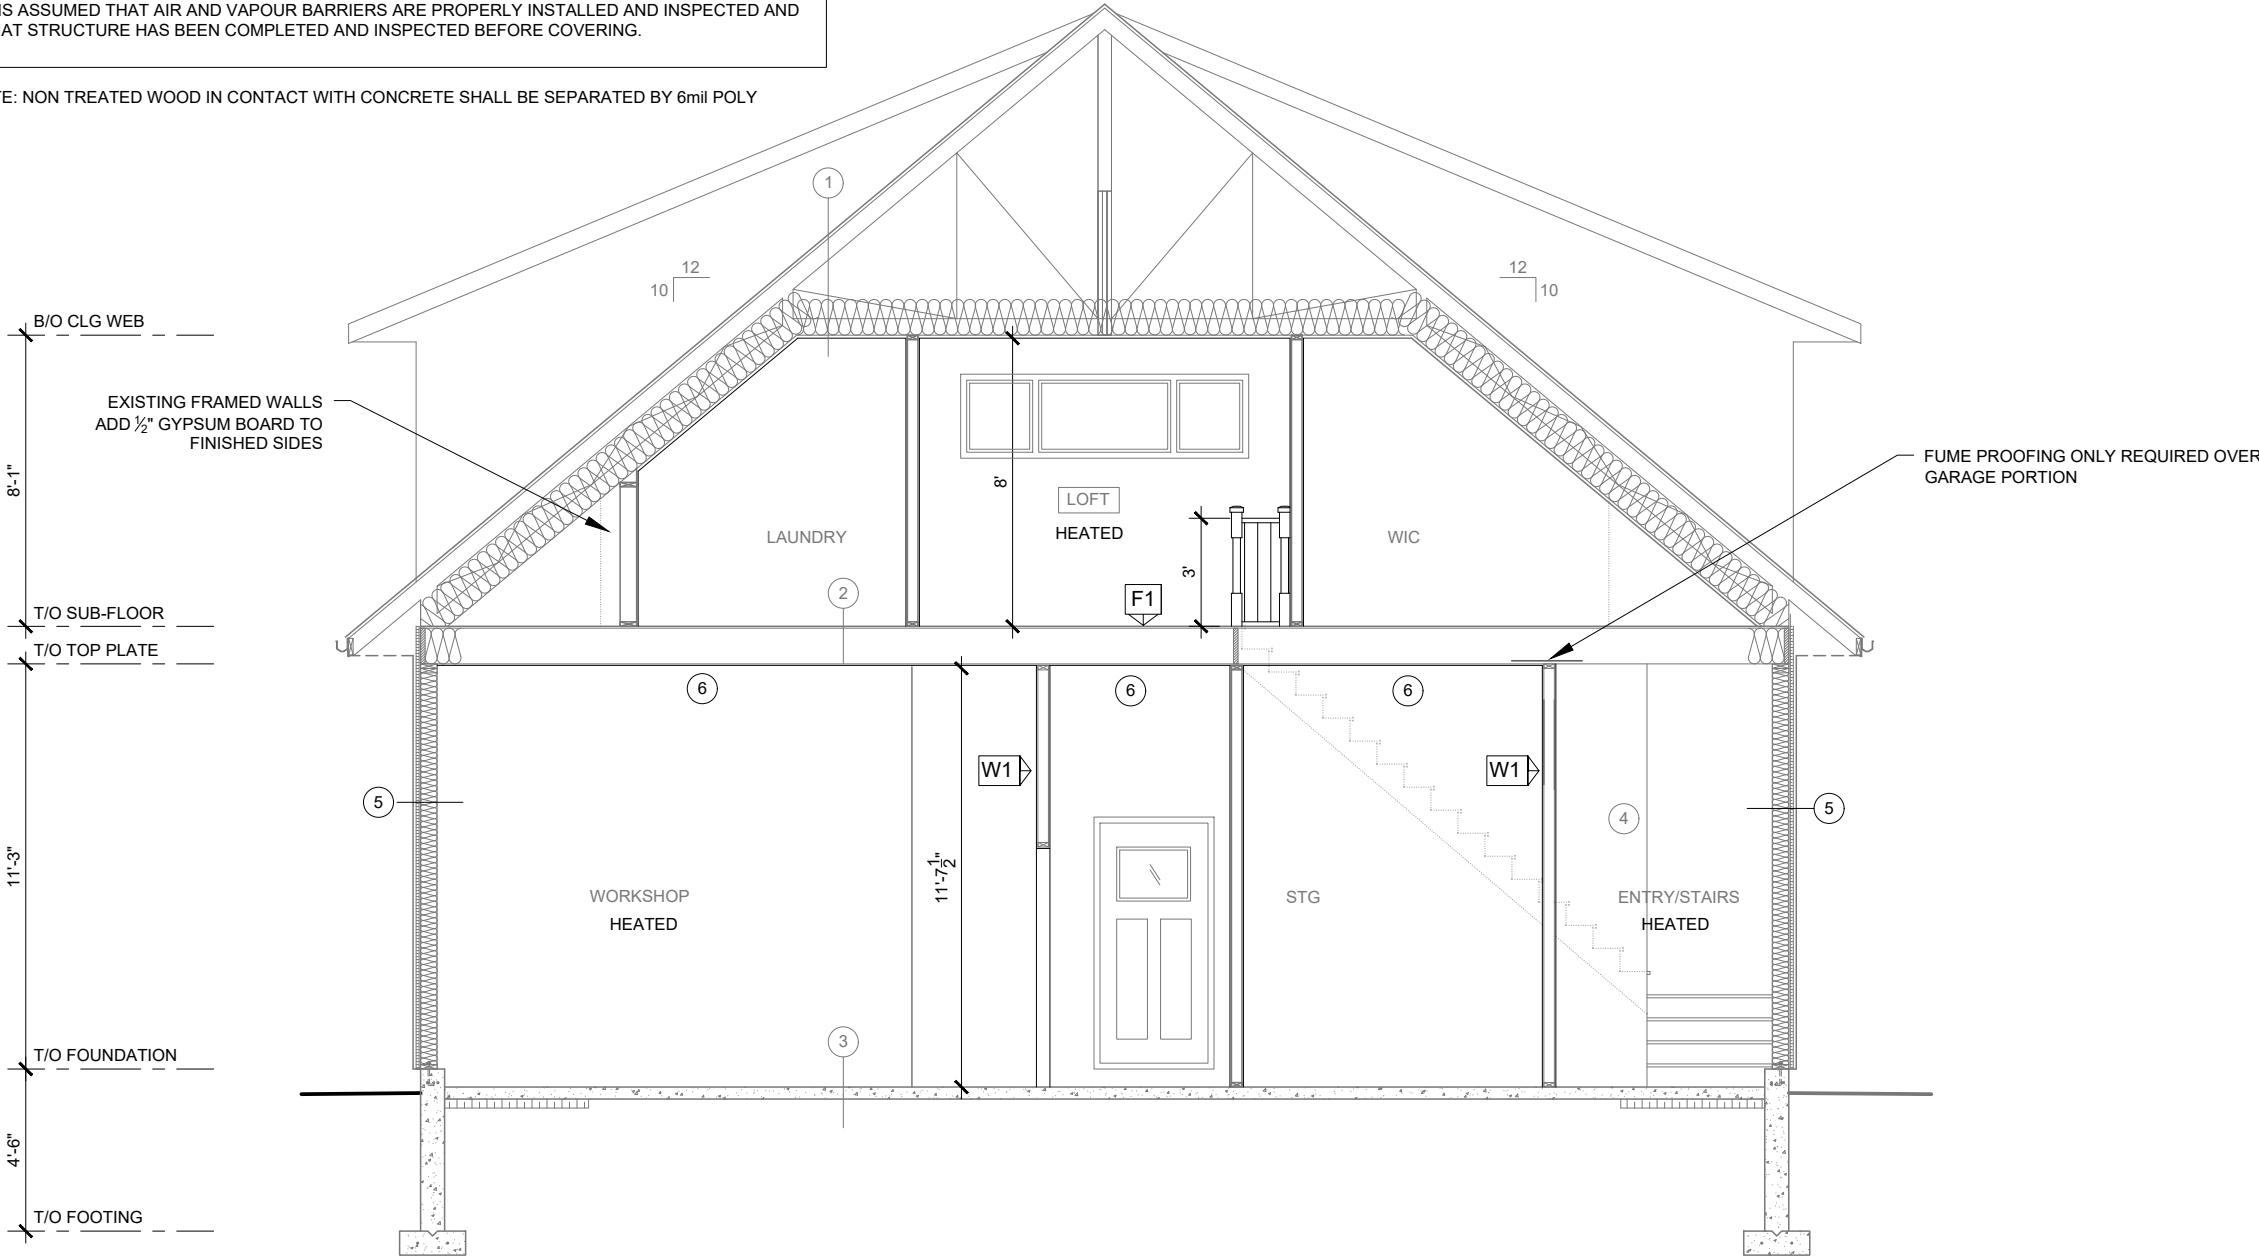 IS ASSUMED THAT AIR AND VAPOUR BARRIERS ARE PROPERLY INSTALLED AND INSPECTED AND
AT STRUCTURE HAS BEEN COMPLETED AND INSPECTED BEFORE COVERING.
TE: NON TREATED WOOD IN CONTACT WITH CONCRETE SHALL BE SEPARATED BY 6mil POLY
1
12
10
12
10
B/O CLG WEB
EXISTING FRAMED WALLS
ADD ½" GYPSUM BOARD TO
FINISHED SIDES
FUME PROOFING ONLY REQUIRED OVER
GARAGE PORTION
8'-1"
8'
LOFT
HEATED
LAUNDRY
WIC
3'
2
F1
T/O SUB-FLOOR
T/O TOP PLATE
6
6
6
W1
W1
5
4
5
11'-3"
11'-7 1/2"
WORKSHOP
HEATED
STG
ENTRY/STAIRS
HEATED
3
T/O FOUNDATION
4'-6"
T/O FOOTING